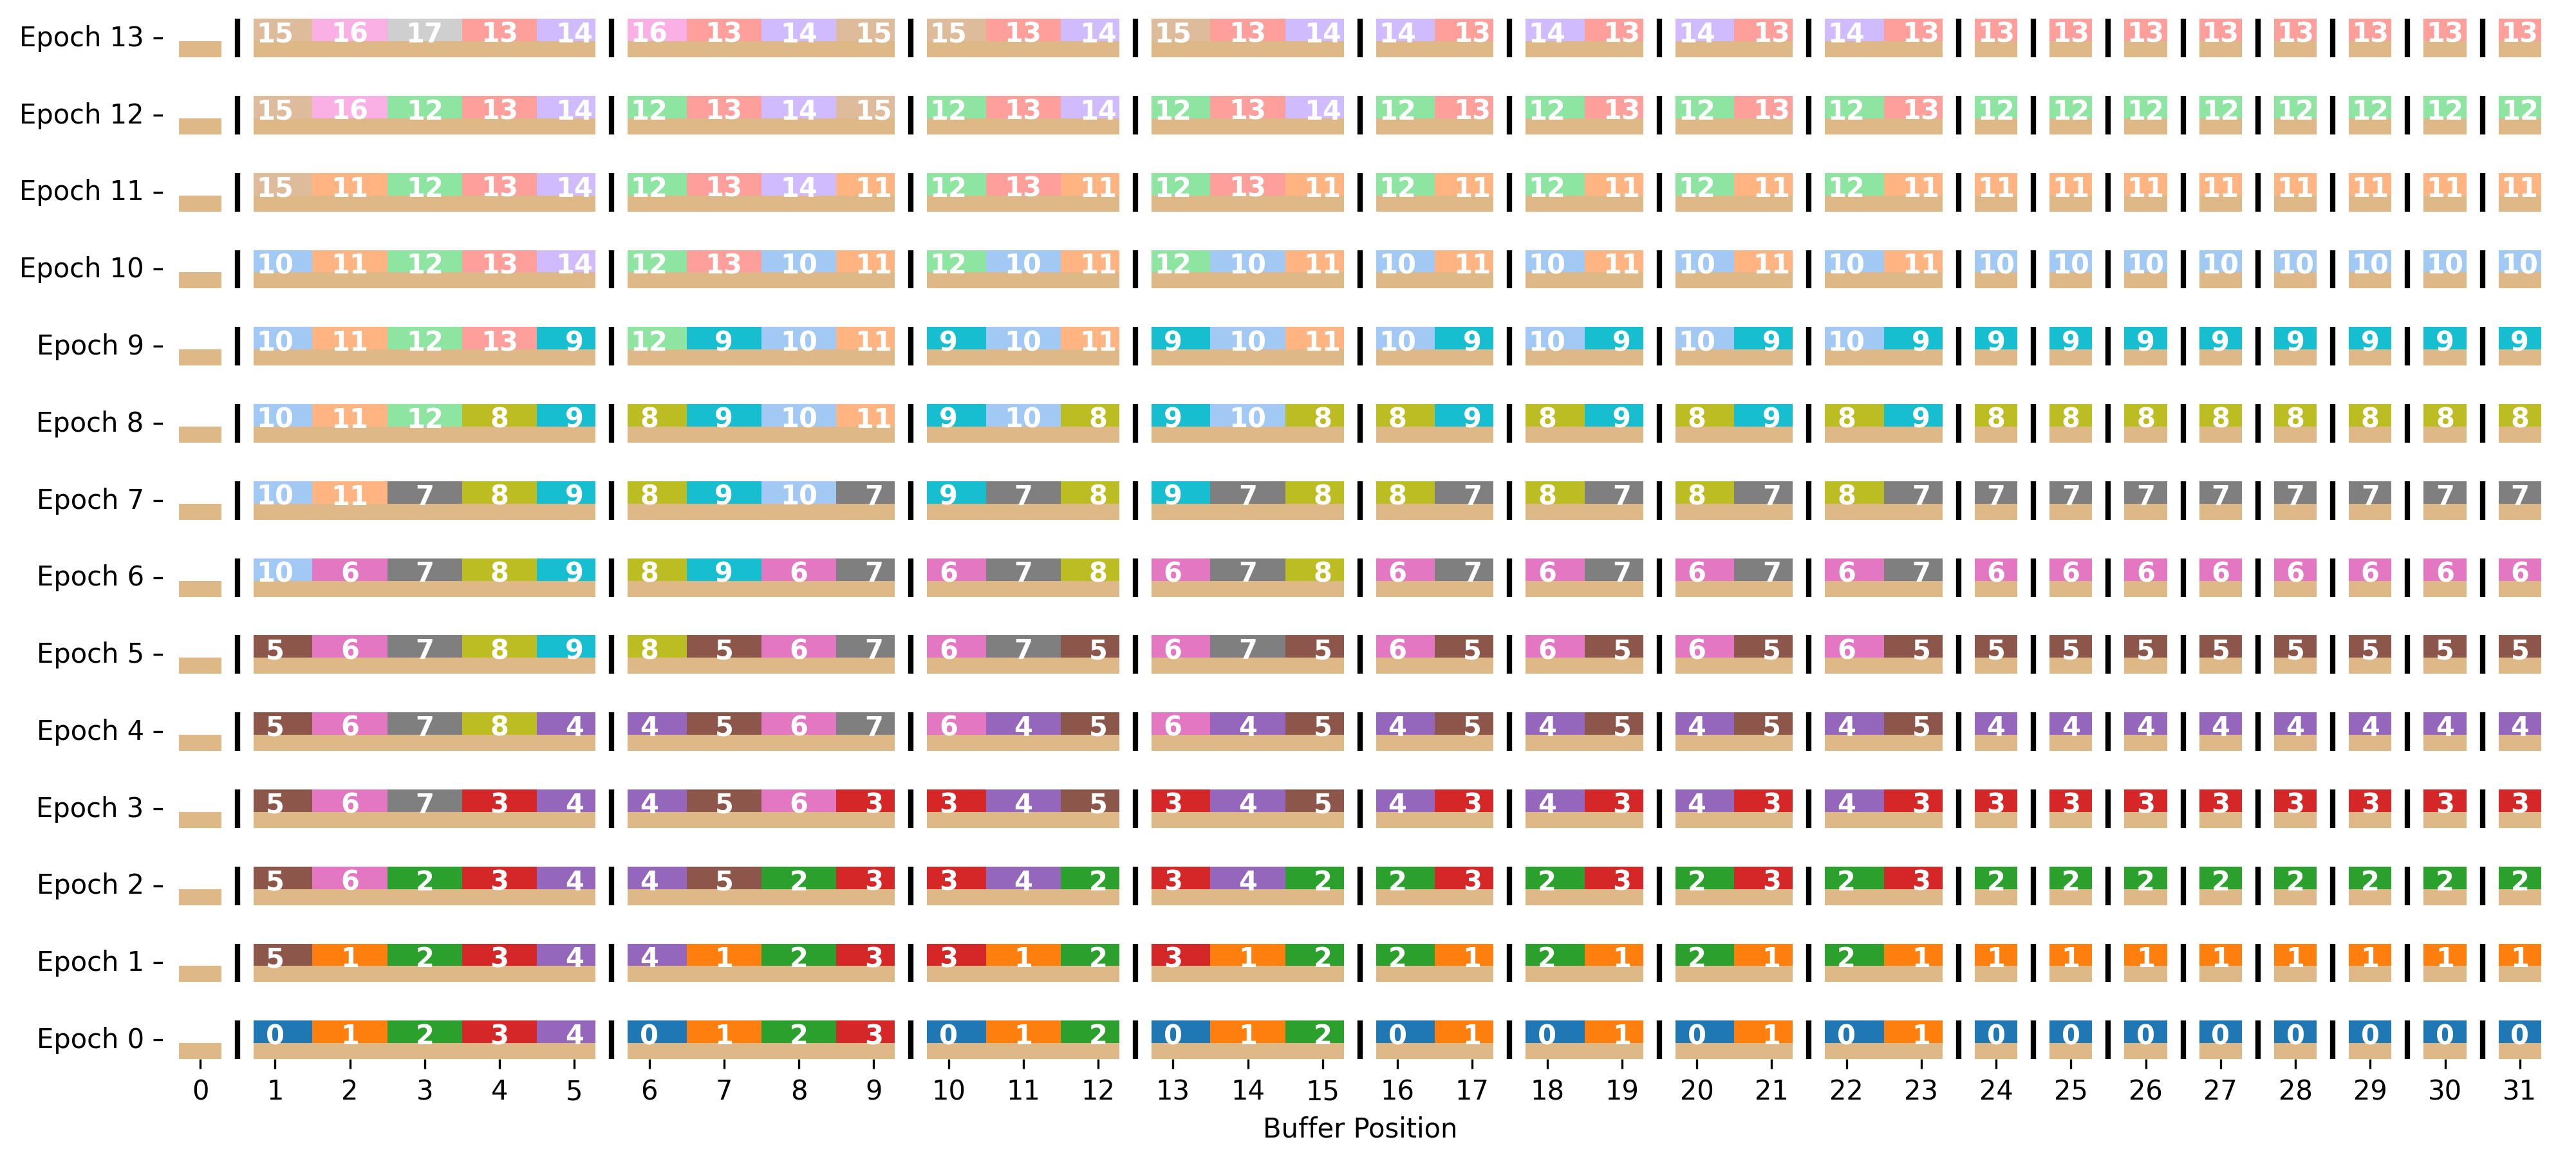 Epoch 13 15 16 17 13 14 16 13 14 15 15 13 14 15 13 14 14 13 14 13 14 13 14 13 13 13 13 13 13 13 13 13
Epoch 12 15 16 12 13 14 12 13 14 15 12 13 14 12 13 14 12 13 12 13 12 13 12 13 12 12 12 12 12 12 12 12
Epoch 11 15 11 12 13 14 12 13 14 11 12 13 11 12 13 11 12 11 12 11 12 11 12 11 11 11 11 11 11 11 11 11
Epoch 10 10 11 12 13 14 12 13 10 11 12 10 11 12 10 11 10 11 10 11 10 11 10 11 10 10 10 10 10 10 10 10
Epoch 9 10 11 12 13 9 12 9 10 11 9 10 11 9 10 11 10 9 10 9 10 9 10 9 9 9 9 9 9 9 9 9
Epoch 8 10 11 12 8 9 8 9 10 11 9 10 8 9 10 8 8 9 8 9 8 9 8 9 8 8 8 8 8 8 8 8
Epoch 7 10 11 7 8 9 8 9 10 7 9 7 8 9 7 8 8 7 8 7 8 7 8 7 7 7 7 7 7 7 7 7
Epoch 6 10 6 7 8 9 8 9 6 7 6 7 8 6 7 8 6 7 6 7 6 7 6 7 6 6 6 6 6 6 6 6
Epoch 5 5 6 7 8 9 8 5 6 7 6 7 5 6 7 5 6 5 6 5 6 5 6 5 5 5 5 5 5 5 5 5
Epoch 4 5 6 7 8 4 4 5 6 7 6 4 5 6 4 5 4 5 4 5 4 5 4 5 4 4 4 4 4 4 4 4
Epoch 3 5 6 7 3 4 4 5 6 3 3 4 5 3 4 5 4 3 4 3 4 3 4 3 3 3 3 3 3 3 3 3
Epoch 2 5 6 2 3 4 4 5 2 3 3 4 2 3 4 2 2 3 2 3 2 3 2 3 2 2 2 2 2 2 2 2
Epoch 1 5 1 2 3 4 4 1 2 3 3 1 2 3 1 2 2 1 2 1 2 1 2 1 1 1 1 1 1 1 1 1
Epoch 0 0 1 2 3 4 0 1 2 3 0 1 2 0 1 2 0 1 0 1 0 1 0 1 0 0 0 0 0 0 0 0
0 1 2 3 4 5 6 7 8 9 10 11 12 13 14 15 16 17 18 19 20 21 22 23 24 25 26 27 28 29 30 31
Buffer Position